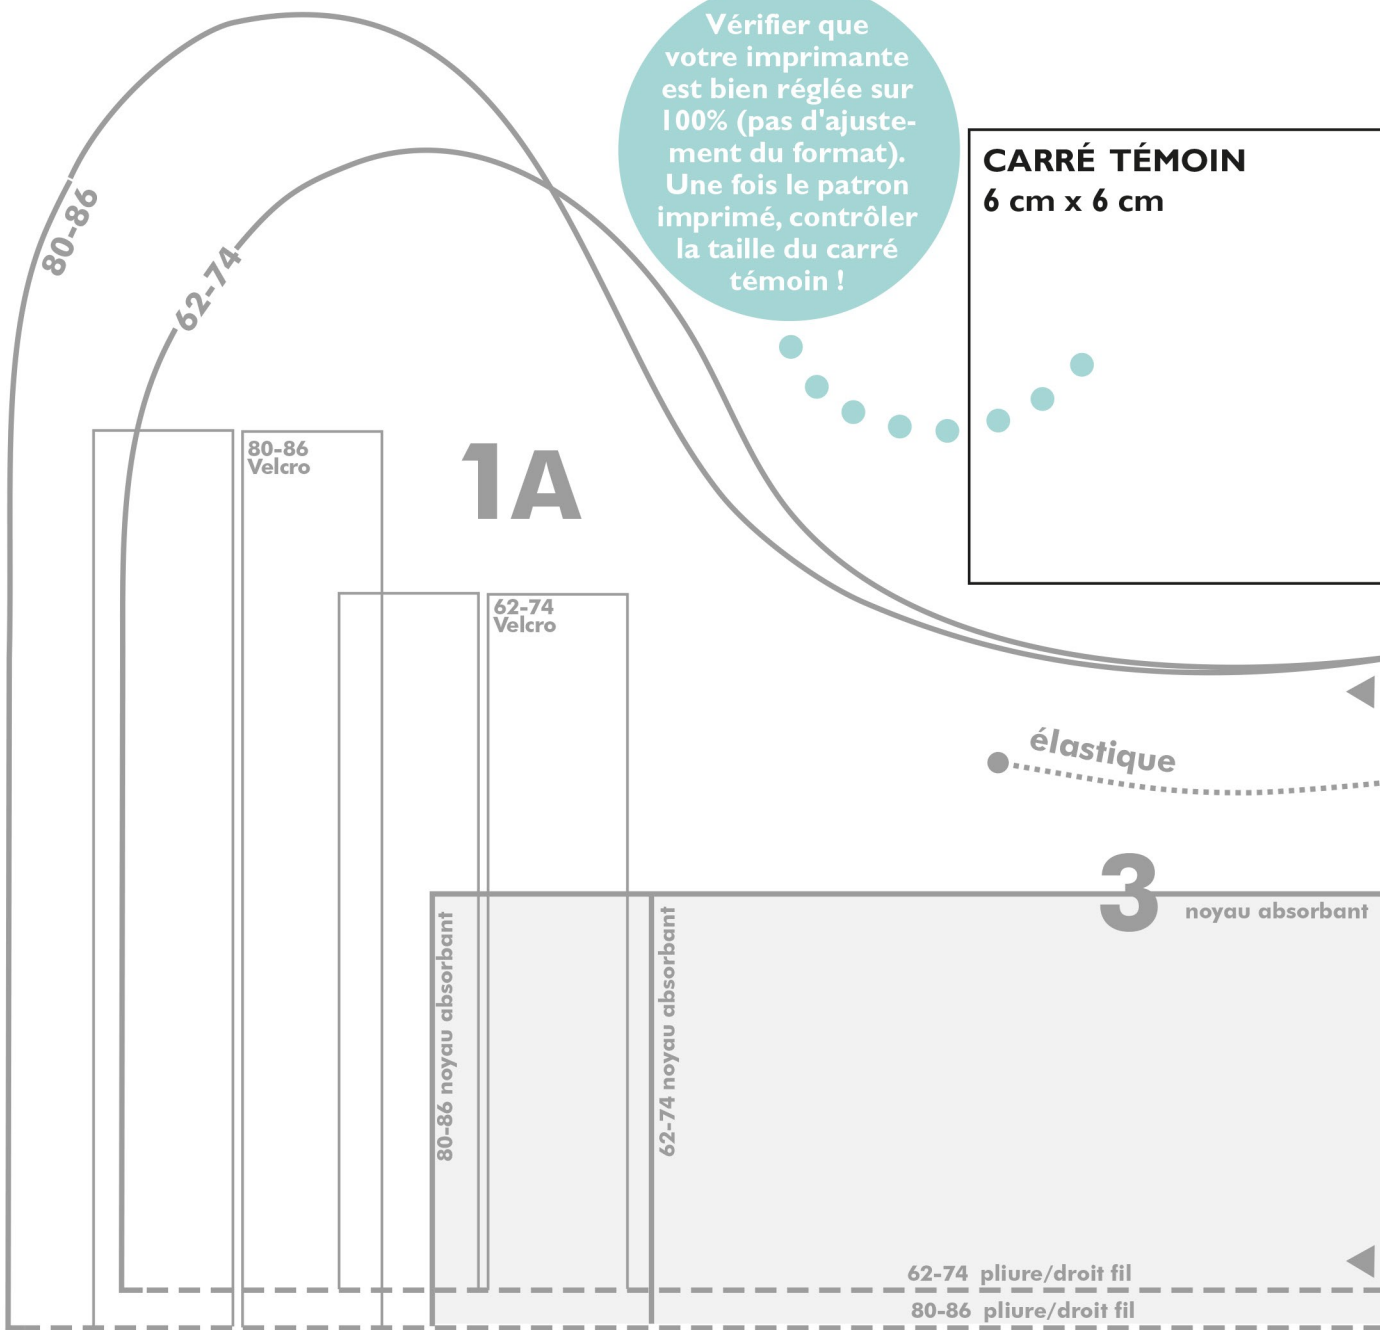 Vérifier que
votre imprimante
est bien réglée sur
100% (pas d'ajuste-
ment du format).
Une fois le patron
imprimé, contrôler
la taille du carré
témoin !
CARRÉ TÉMOIN
6 cm x 6 cm
80-86
62-74
80-86
Velcro
1A
62-74
Velcro
élastique
3
noyau absorbant
80-86 noyau absorbant
62-74 noyau absorbant
62-74 pliure/droit fil
80-86 pliure/droit fil